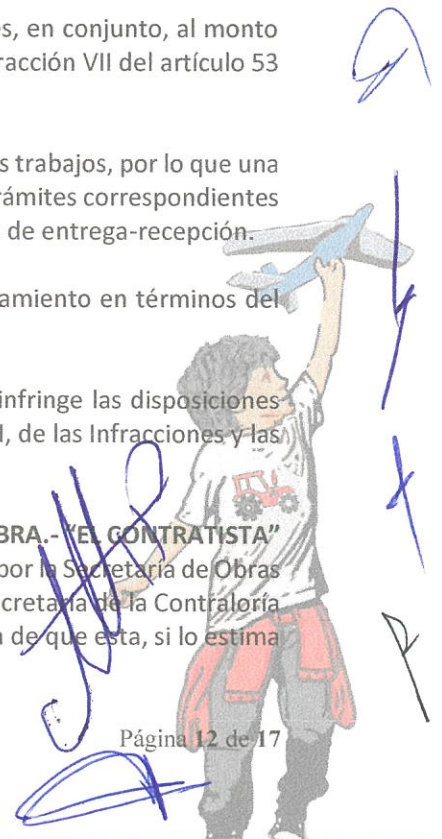 es, en conjunto, al monto
racción VII del artículo 53
s trabajos, por lo que una
rámites correspondientes
de entrega-recepción.
amiento en términos del
infringe las disposiciones
I, de las Infracciones y las
BRA.- “EL CONTRATISTA”
por la Secretaría de Obras
cretaría de la Contraloría
a de que esta, si lo estima
Página 12 de 17